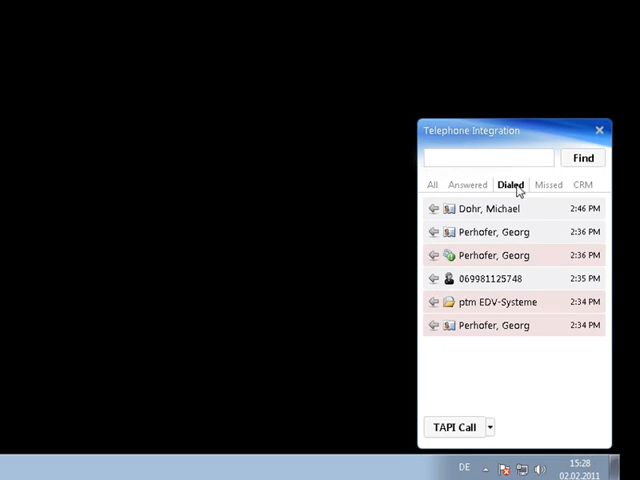 Telephone Integration
Find
All Answered Dialed Missed CRM
Dohr, Michael 2:46 PM
Perhofer, Georg 2:36 PM
Perhofer, Georg 2:36 PM
069981125748 2:35 PM
ptm EDV-Systeme 2:34 PM
Perhofer, Georg 2:34 PM
TAPI Call
DE 15:28
02.02.2011